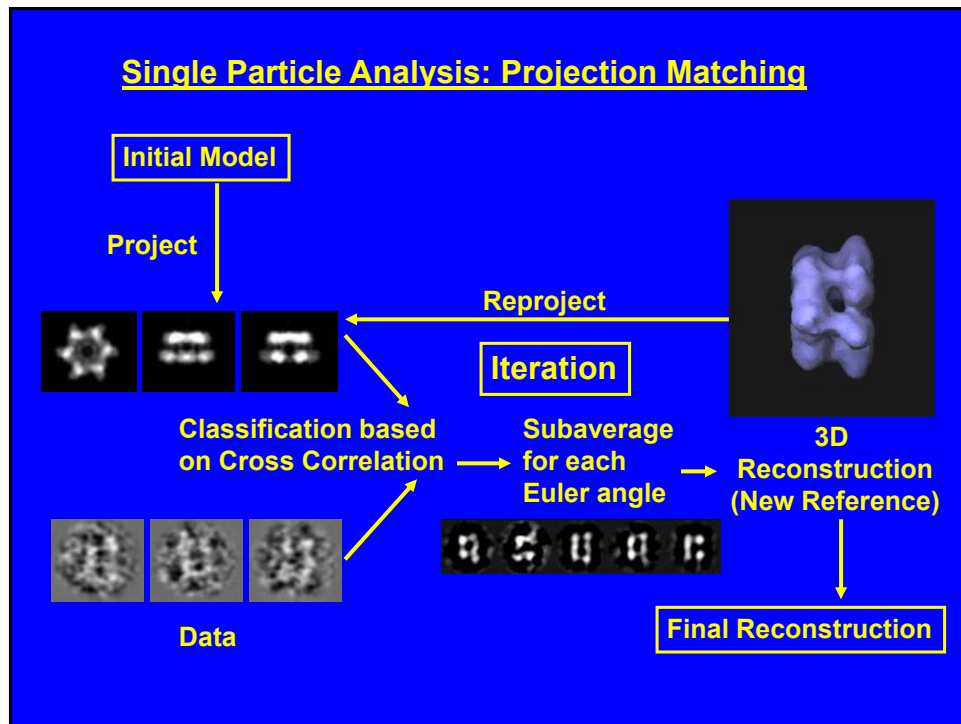 Single Particle Analysis: Projection Matching
Initial Model
Project
Reproject
Iteration
Classification based
on Cross Correlation
Subaverage
for each
Euler angle
3D
Reconstruction
(New Reference)
Data
Final Reconstruction